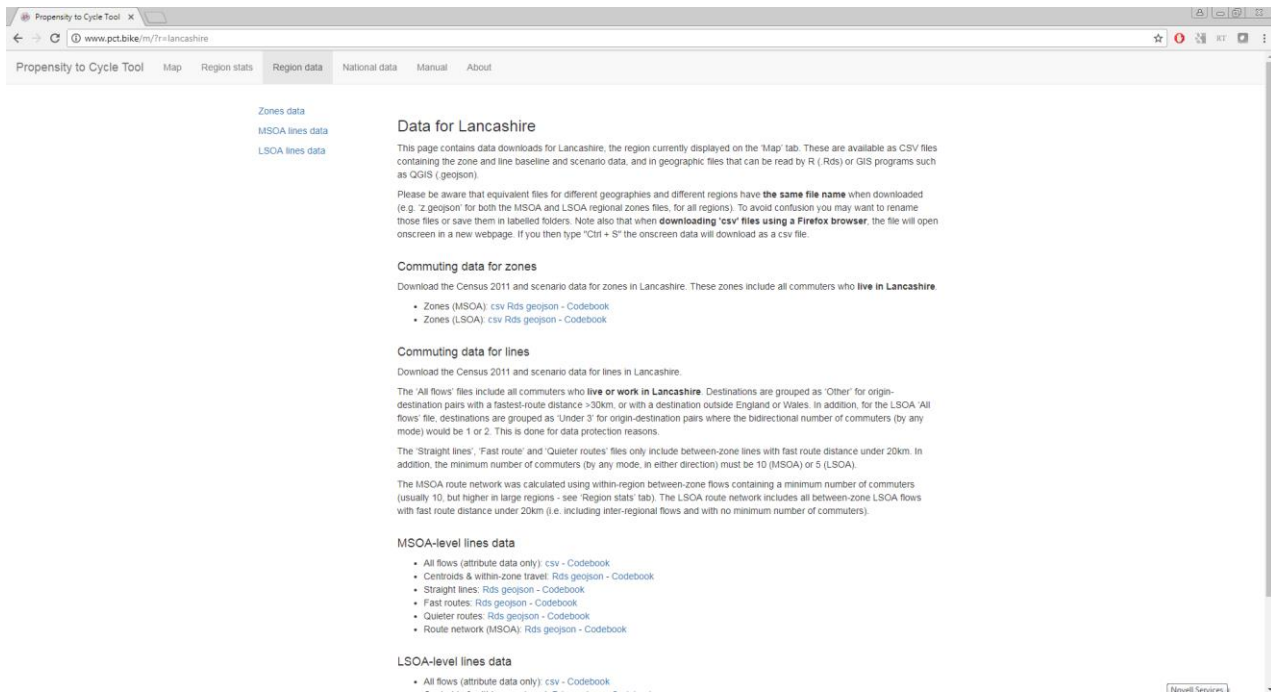 Propensity to Cycle Tool
www.pct.bike/m/?r=lancashire
Propensity to Cycle Tool Map Region stats Region data National data Manual About
Zones data
MSOA lines data
LSOA lines data
Data for Lancashire
This page contains data downloads for Lancashire, the region currently displayed on the 'Map' tab. These are available as CSV files
containing the zone and line baseline and scenario data, and in geographic files that can be read by R (.Rds) or GIS programs such
as QGIS (.geojson).
Please be aware that equivalent files for different geographies and different regions have the same file name when downloaded
(e.g. 'z.geojson' for both the MSOA and LSOA regional zones files, for all regions). To avoid confusion you may want to rename
those files or save them in labelled folders. Note also that when downloading 'csv' files using a Firefox browser, the file will open
onscreen in a new webpage. If you then type "Ctrl + S" the onscreen data will download as a csv file.
Commuting data for zones
Download the Census 2011 and scenario data for zones in Lancashire. These zones include all commuters who live in Lancashire.
• Zones (MSOA): csv Rds geojson - Codebook
• Zones (LSOA): csv Rds geojson - Codebook
Commuting data for lines
Download the Census 2011 and scenario data for lines in Lancashire.
The 'All flows' files include all commuters who live or work in Lancashire. Destinations are grouped as 'Other' for origin-
destination pairs with a fastest-route distance >30km, or with a destination outside England or Wales. In addition, for the LSOA 'All
flows' file, destinations are grouped as 'Under 3' for origin-destination pairs where the bidirectional number of commuters (by any
mode) would be 1 or 2. This is done for data protection reasons.
The 'Straight lines', 'Fast route' and 'Quieter routes' files only include between-zone lines with fast route distance under 20km. In
addition, the minimum number of commuters (by any mode, in either direction) must be 10 (MSOA) or 5 (LSOA).
The MSOA route network was calculated using within-region between-zone flows containing a minimum number of commuters
(usually 10, but higher in large regions - see 'Region stats' tab). The LSOA route network includes all between-zone LSOA flows
with fast route distance under 20km (i.e. including inter-regional flows and with no minimum number of commuters).
MSOA-level lines data
• All flows (attribute data only): csv - Codebook
• Centroids & within-zone travel: Rds geojson - Codebook
• Straight lines: Rds geojson - Codebook
• Fast routes: Rds geojson - Codebook
• Quieter routes: Rds geojson - Codebook
• Route network (MSOA): Rds geojson - Codebook
LSOA-level lines data
• All flows (attribute data only): csv - Codebook
Novell Services